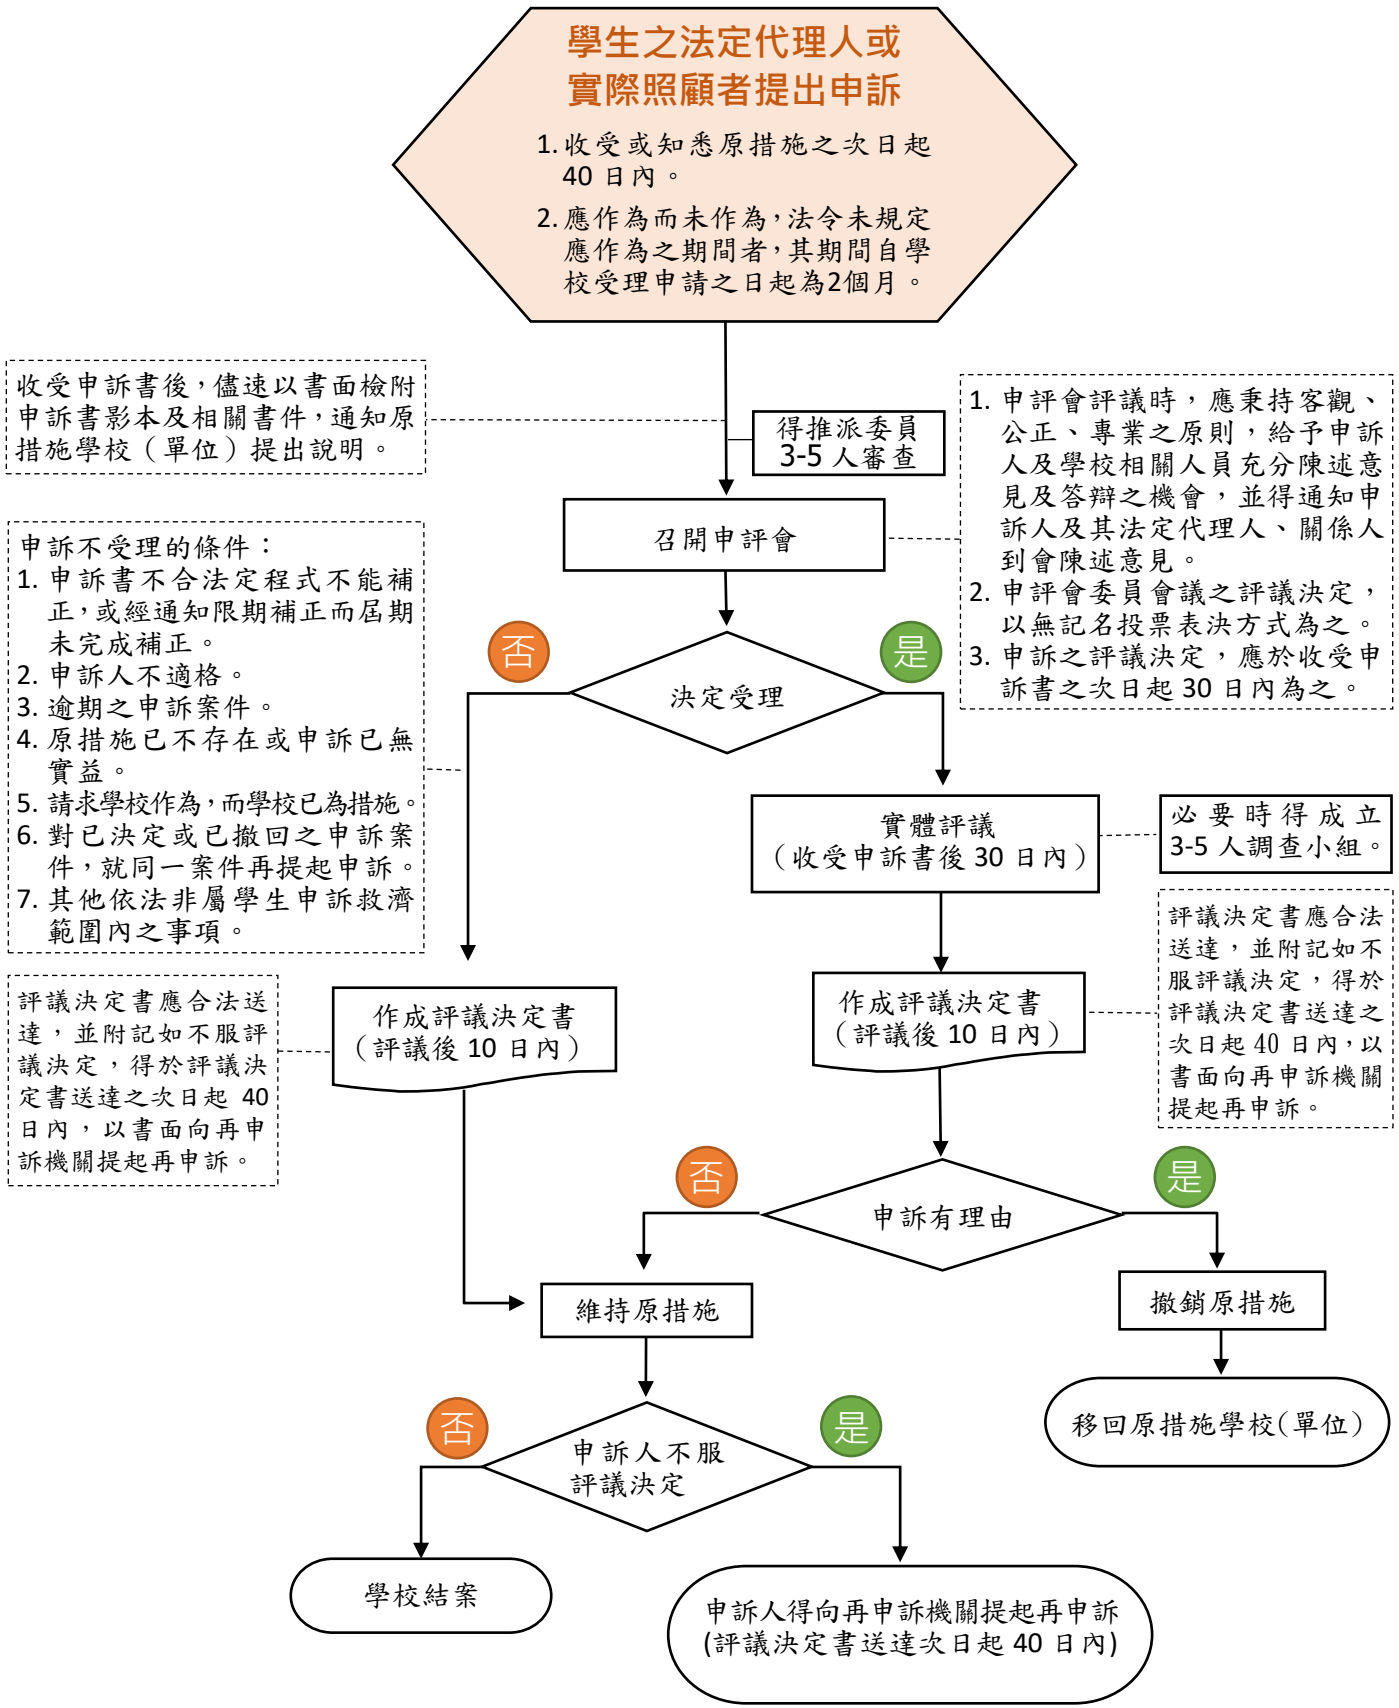 學生之法定代理人或
實際照顧者提出申訴
1. 收受或知悉原措施之次日起
40 日內。
2. 應作為而未作為,法令未規定
應作為之期間者,其期間自學
校受理申請之日起為2個月。
收受申訴書後,儘速以書面檢附
申訴書影本及相關書件,通知原
措施學校（單位）提出說明。
得推派委員
3-5 人審查
召開申評會
1. 申評會評議時，應秉持客觀、
公正、專業之原則，給予申訴
人及學校相關人員充分陳述意
見及答辯之機會，並得通知申
訴人及其法定代理人、關係人
到會陳述意見。
2. 申評會委員會議之評議決定，
以無記名投票表決方式為之。
3. 申訴之評議決定，應於收受申
訴書之次日起 30 日內為之。
申訴不受理的條件：
1. 申訴書不合法定程式不能補
正,或經通知限期補正而屆期
未完成補正。
2. 申訴人不適格。
3. 逾期之申訴案件。
4. 原措施已不存在或申訴已無
實益。
5. 請求學校作為,而學校已為措施。
6. 對已決定或已撤回之申訴案
件，就同一案件再提起申訴。
7. 其他依法非屬學生申訴救濟
範圍內之事項。
否
是
決定受理
實體評議
（收受申訴書後 30 日內）
必要時得成立
3-5 人調查小組。
評議決定書應合法
送達，並附記如不
服評議決定，得於
評議決定書送達之
次日起 40 日內,以
書面向再申訴機關
提起再申訴。
評議決定書應合法送
達，並附記如不服評
議決定，得於評議決
定書送達之次日起 40
日內，以書面向再申
訴機關提起再申訴。
作成評議決定書
（評議後 10 日內）
作成評議決定書
（評議後 10 日內）
否
是
申訴有理由
維持原措施
撤銷原措施
移回原措施學校(單位)
否
是
申訴人不服
評議決定
學校結案
申訴人得向再申訴機關提起再申訴
(評議決定書送達次日起 40 日內)